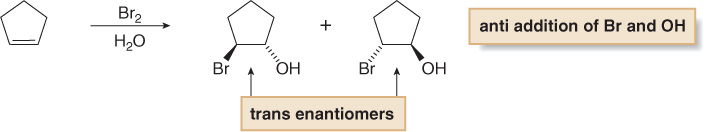 Br2
H2O
+
anti addition of Br and OH
Br
OH
Br
OH
trans enantiomers